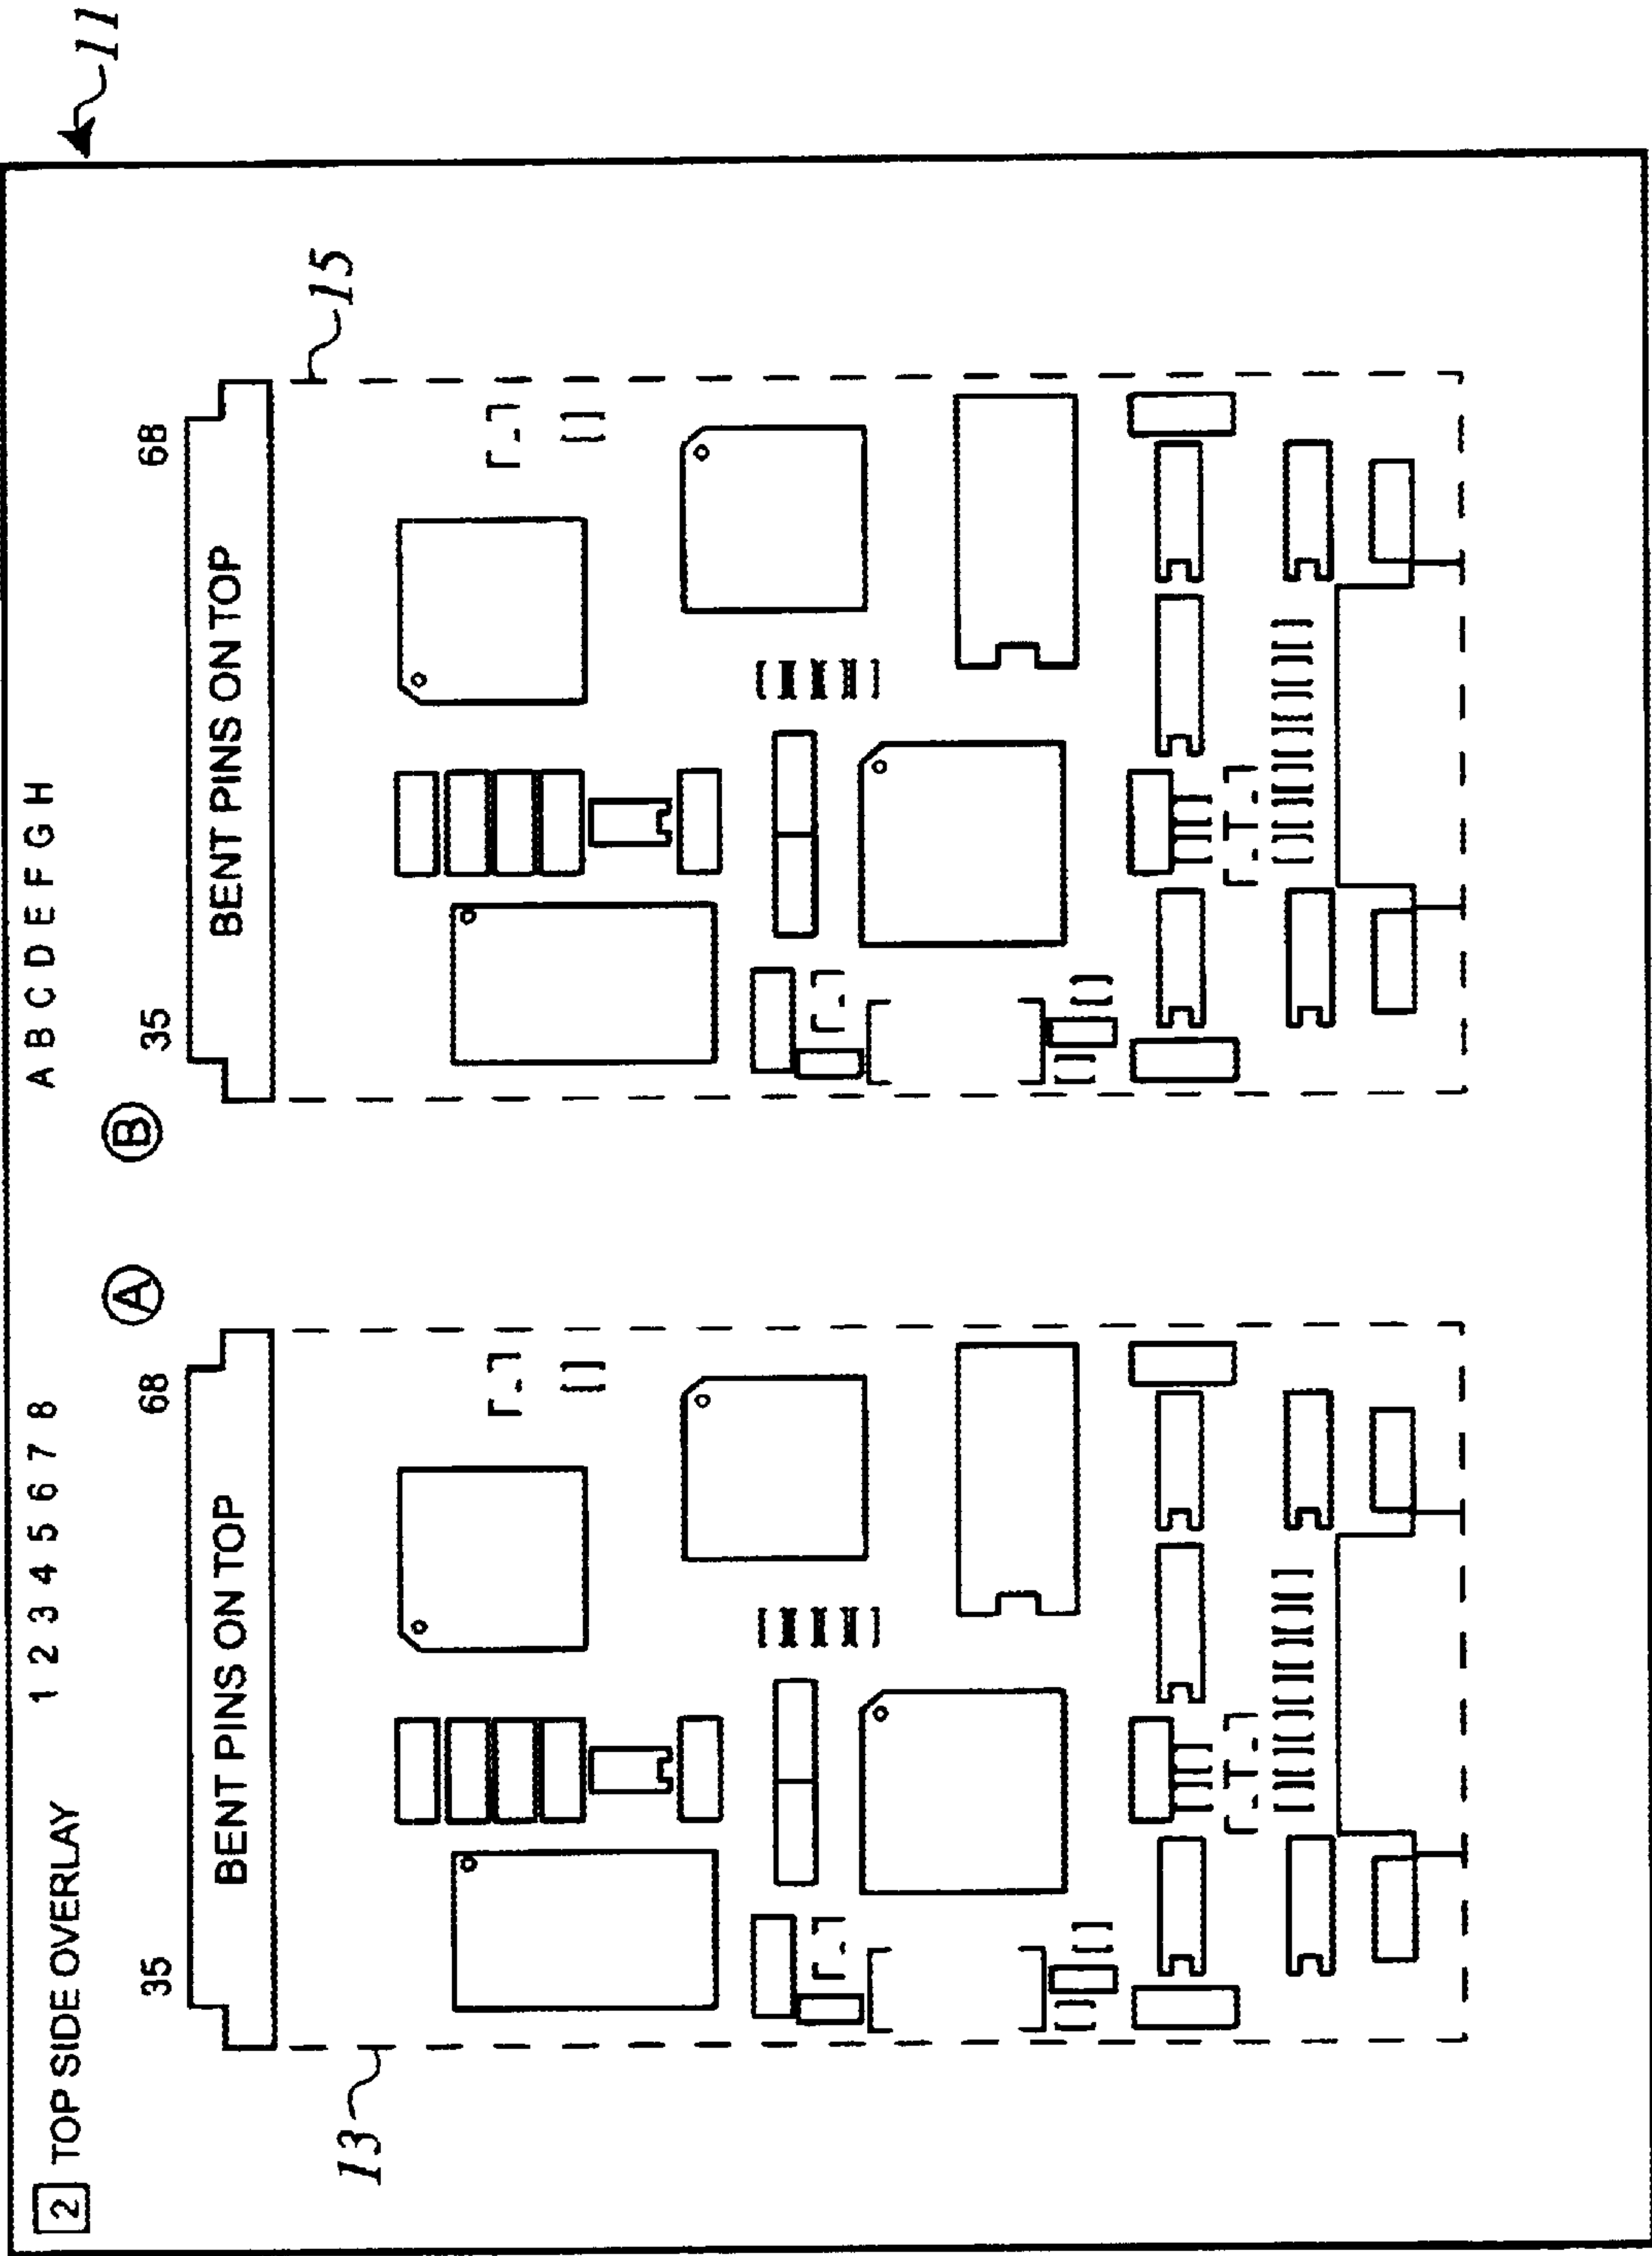 11
2 TOP SIDE OVERLAY 1 2 3 4 5 6 7 8 A B C D E F G H
A B
35 68 35 68
BENT PINS ON TOP BENT PINS ON TOP
13 15